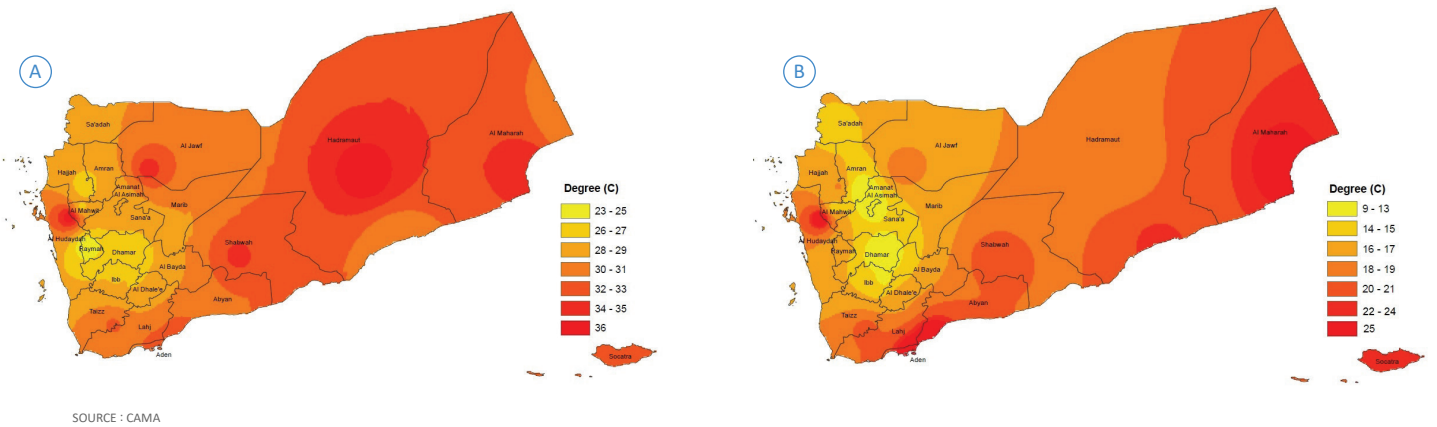 A
Sa'adah
Al Jawf
Hadramaut
Al Maharah
Hajjah
Amran
Amanat
Al Asimah
Marib
Al Mahwit
Sana'a
Al Hudaydah
Raymah
Dhamar
Shabwah
Al Bayda
Ibb
Al Dhale'e
Abyan
Taizz
Lahj
Aden
Socatra
Degree (C)
23 - 25
26 - 27
28 - 29
30 - 31
32 - 33
34 - 35
36
B
Sa'adah
Al Jawf
Hadramaut
Al Maharah
Hajjah
Amran
Amanat
Al Asimah
Marib
Al Mahwit
Sana'a
Al Hudaydah
Raymah
Dhamar
Shabwah
Al Bayda
Ibb
Al Dhale'e
Abyan
Taizz
Lahj
Aden
Socatra
Degree (C)
9 - 13
14 - 15
16 - 17
18 - 19
20 - 21
22 - 24
25
SOURCE : CAMA